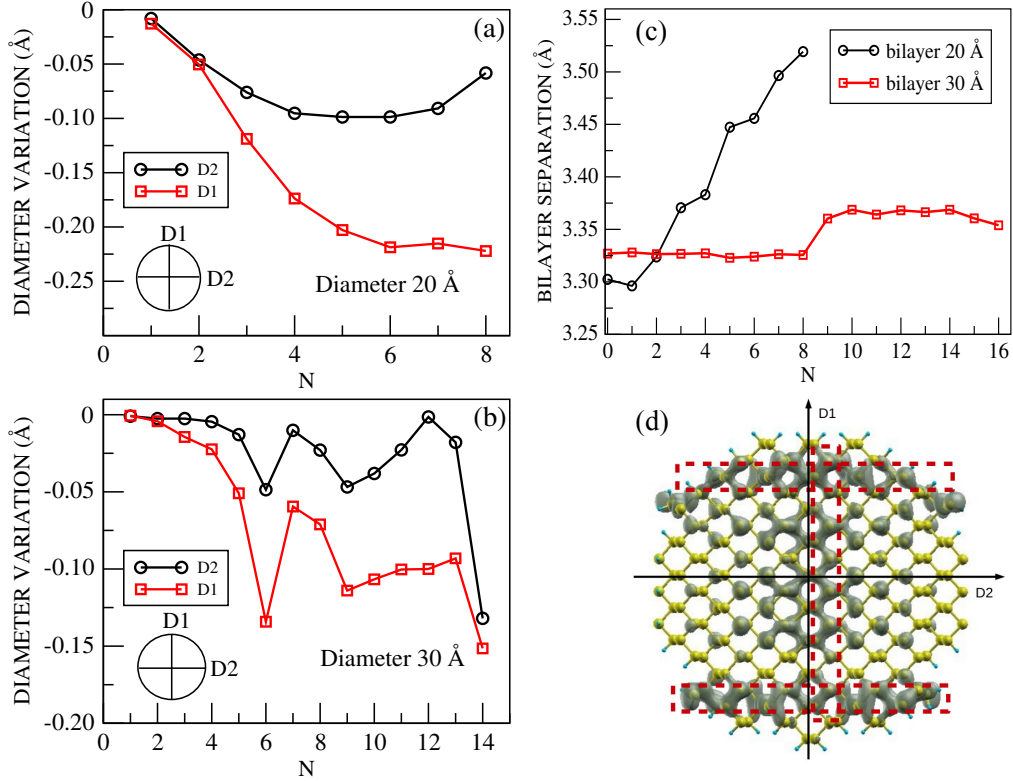 (a)
DIAMETER VARIATION (Å)
0
-0.05
-0.10
-0.15
-0.20
-0.25
D2
D1
D1
D2
Diameter 20 Å
0
2
4
6
8
N
(c)
BILAYER SEPARATION (Å)
3.55
3.50
3.45
3.40
3.35
3.30
3.25
bilayer 20 Å
bilayer 30 Å
0
2
4
6
8
10
12
14
16
N
(b)
DIAMETER VARIATION (Å)
0
-0.05
-0.10
-0.15
-0.20
D2
D1
D1
D2
Diameter 30 Å
0
2
4
6
8
10
12
14
N
(d)
D1
D2